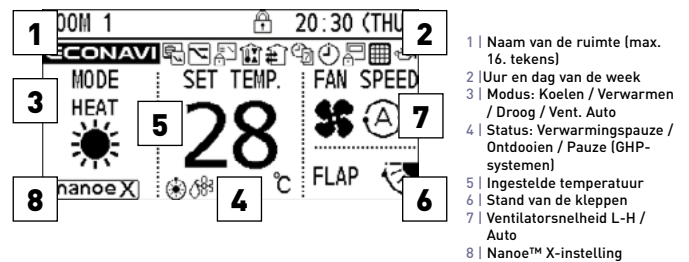 1
OOM 1 20:30 (THU
2
ECONAVI
3
MODE SET TEMP. FAN SPEED
HEAT
5
28
A
7
°C
FLAP
8
nanoe X
4
6
1 | Naam van de ruimte (max.
16. tekens)
2 |Uur en dag van de week
3 | Modus: Koelen / Verwarmen
/ Droog / Vent. Auto
4 | Status: Verwarmingspauze /
Ontdooien / Pauze (GHP-
systemen)
5 | Ingestelde temperatuur
6 | Stand van de kleppen
7 | Ventilatorsnelheid L-H /
Auto
8 | Nanoe™ X-instelling